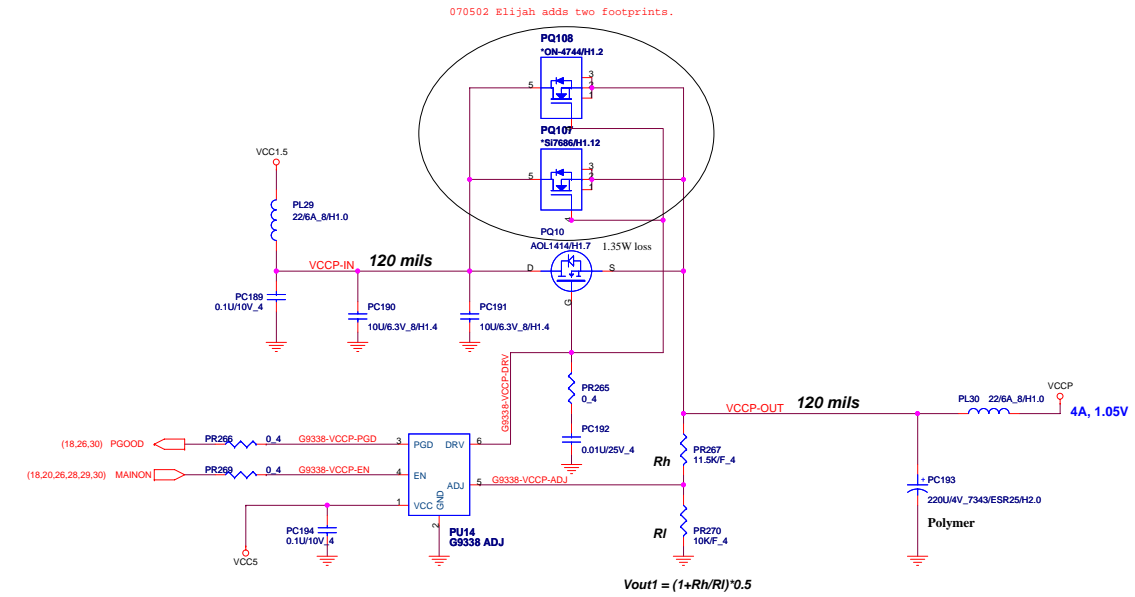 070502 Elijah adds two footprints.
PQ108
*ON-4744/H1.2
5
3
2
1
4
PQ107
*Si7686/H1.12
5
3
2
1
4
VCC1.5
PL29
22/6A_8/H1.0
PQ10
AOL1414/H1.7
1.35W loss
VCCP-IN
120 mils
D
S
G
PC189
0.1U/10V_4
PC190
10U/6.3V_8/H1.4
PC191
10U/6.3V_8/H1.4
G9338-VCCP-DRV
PR265
0_4
PC192
0.01U/25V_4
VCCP-OUT
120 mils
PL30
22/6A_8/H1.0
VCCP
4A, 1.05V
(18,26,30)
PGOOD
PR266
0_4
G9338-VCCP-PGD
3
PGD
DRV
6
Rh
PR267
11.5K/F_4
(18,20,26,28,29,30)
MAINON
PR269
0_4
G9338-VCCP-EN
4
EN
ADJ
5
G9338-VCCP-ADJ
1
VCC
GND
2
+
PC193
220U/4V_7343/ESR25/H2.0
Polymer
PC194
0.1U/10V_4
VCC5
PU14
G9338 ADJ
Rl
PR270
10K/F_4
Vout1 = (1+Rh/Rl)*0.5